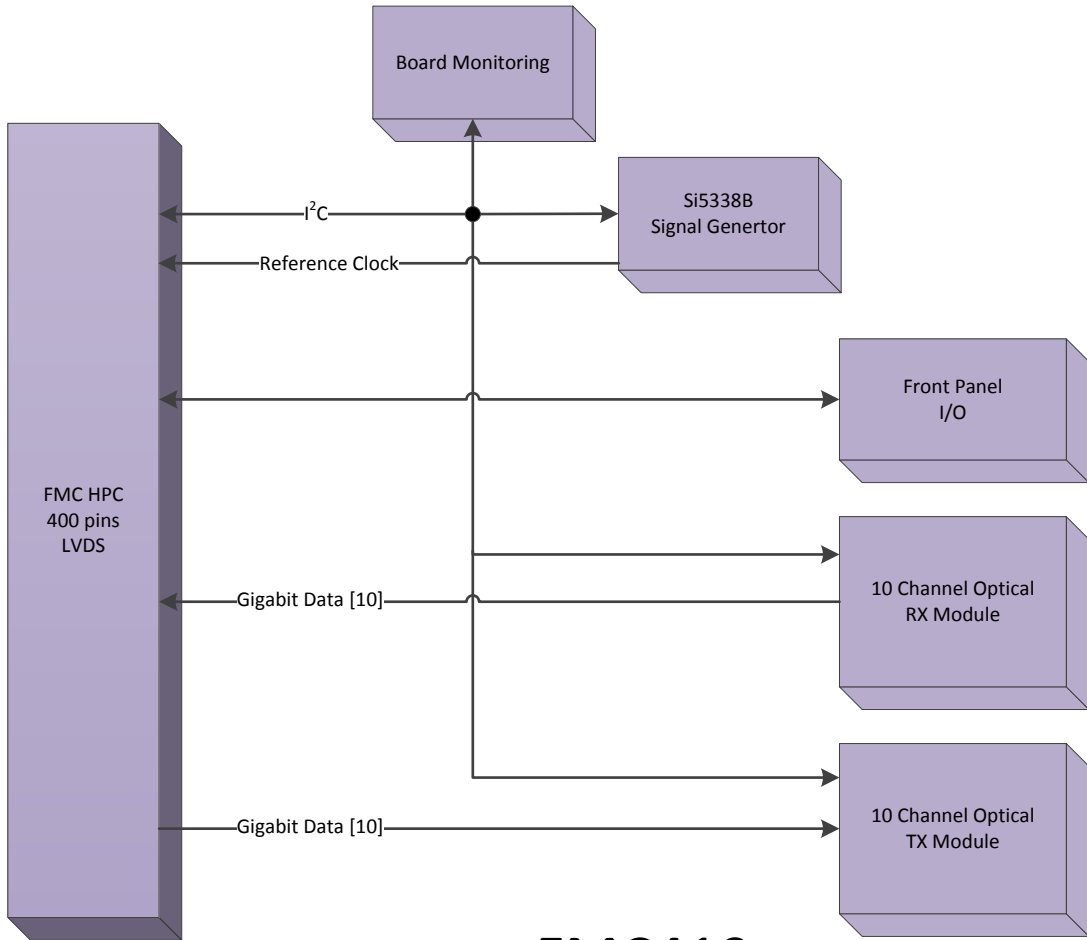 Board Monitoring
Si5338B
Signal Genertor
I²C
Reference Clock
Front Panel
I/O
FMC HPC
400 pins
LVDS
10 Channel Optical
RX Module
Gigabit Data [10]
10 Channel Optical
TX Module
Gigabit Data [10]